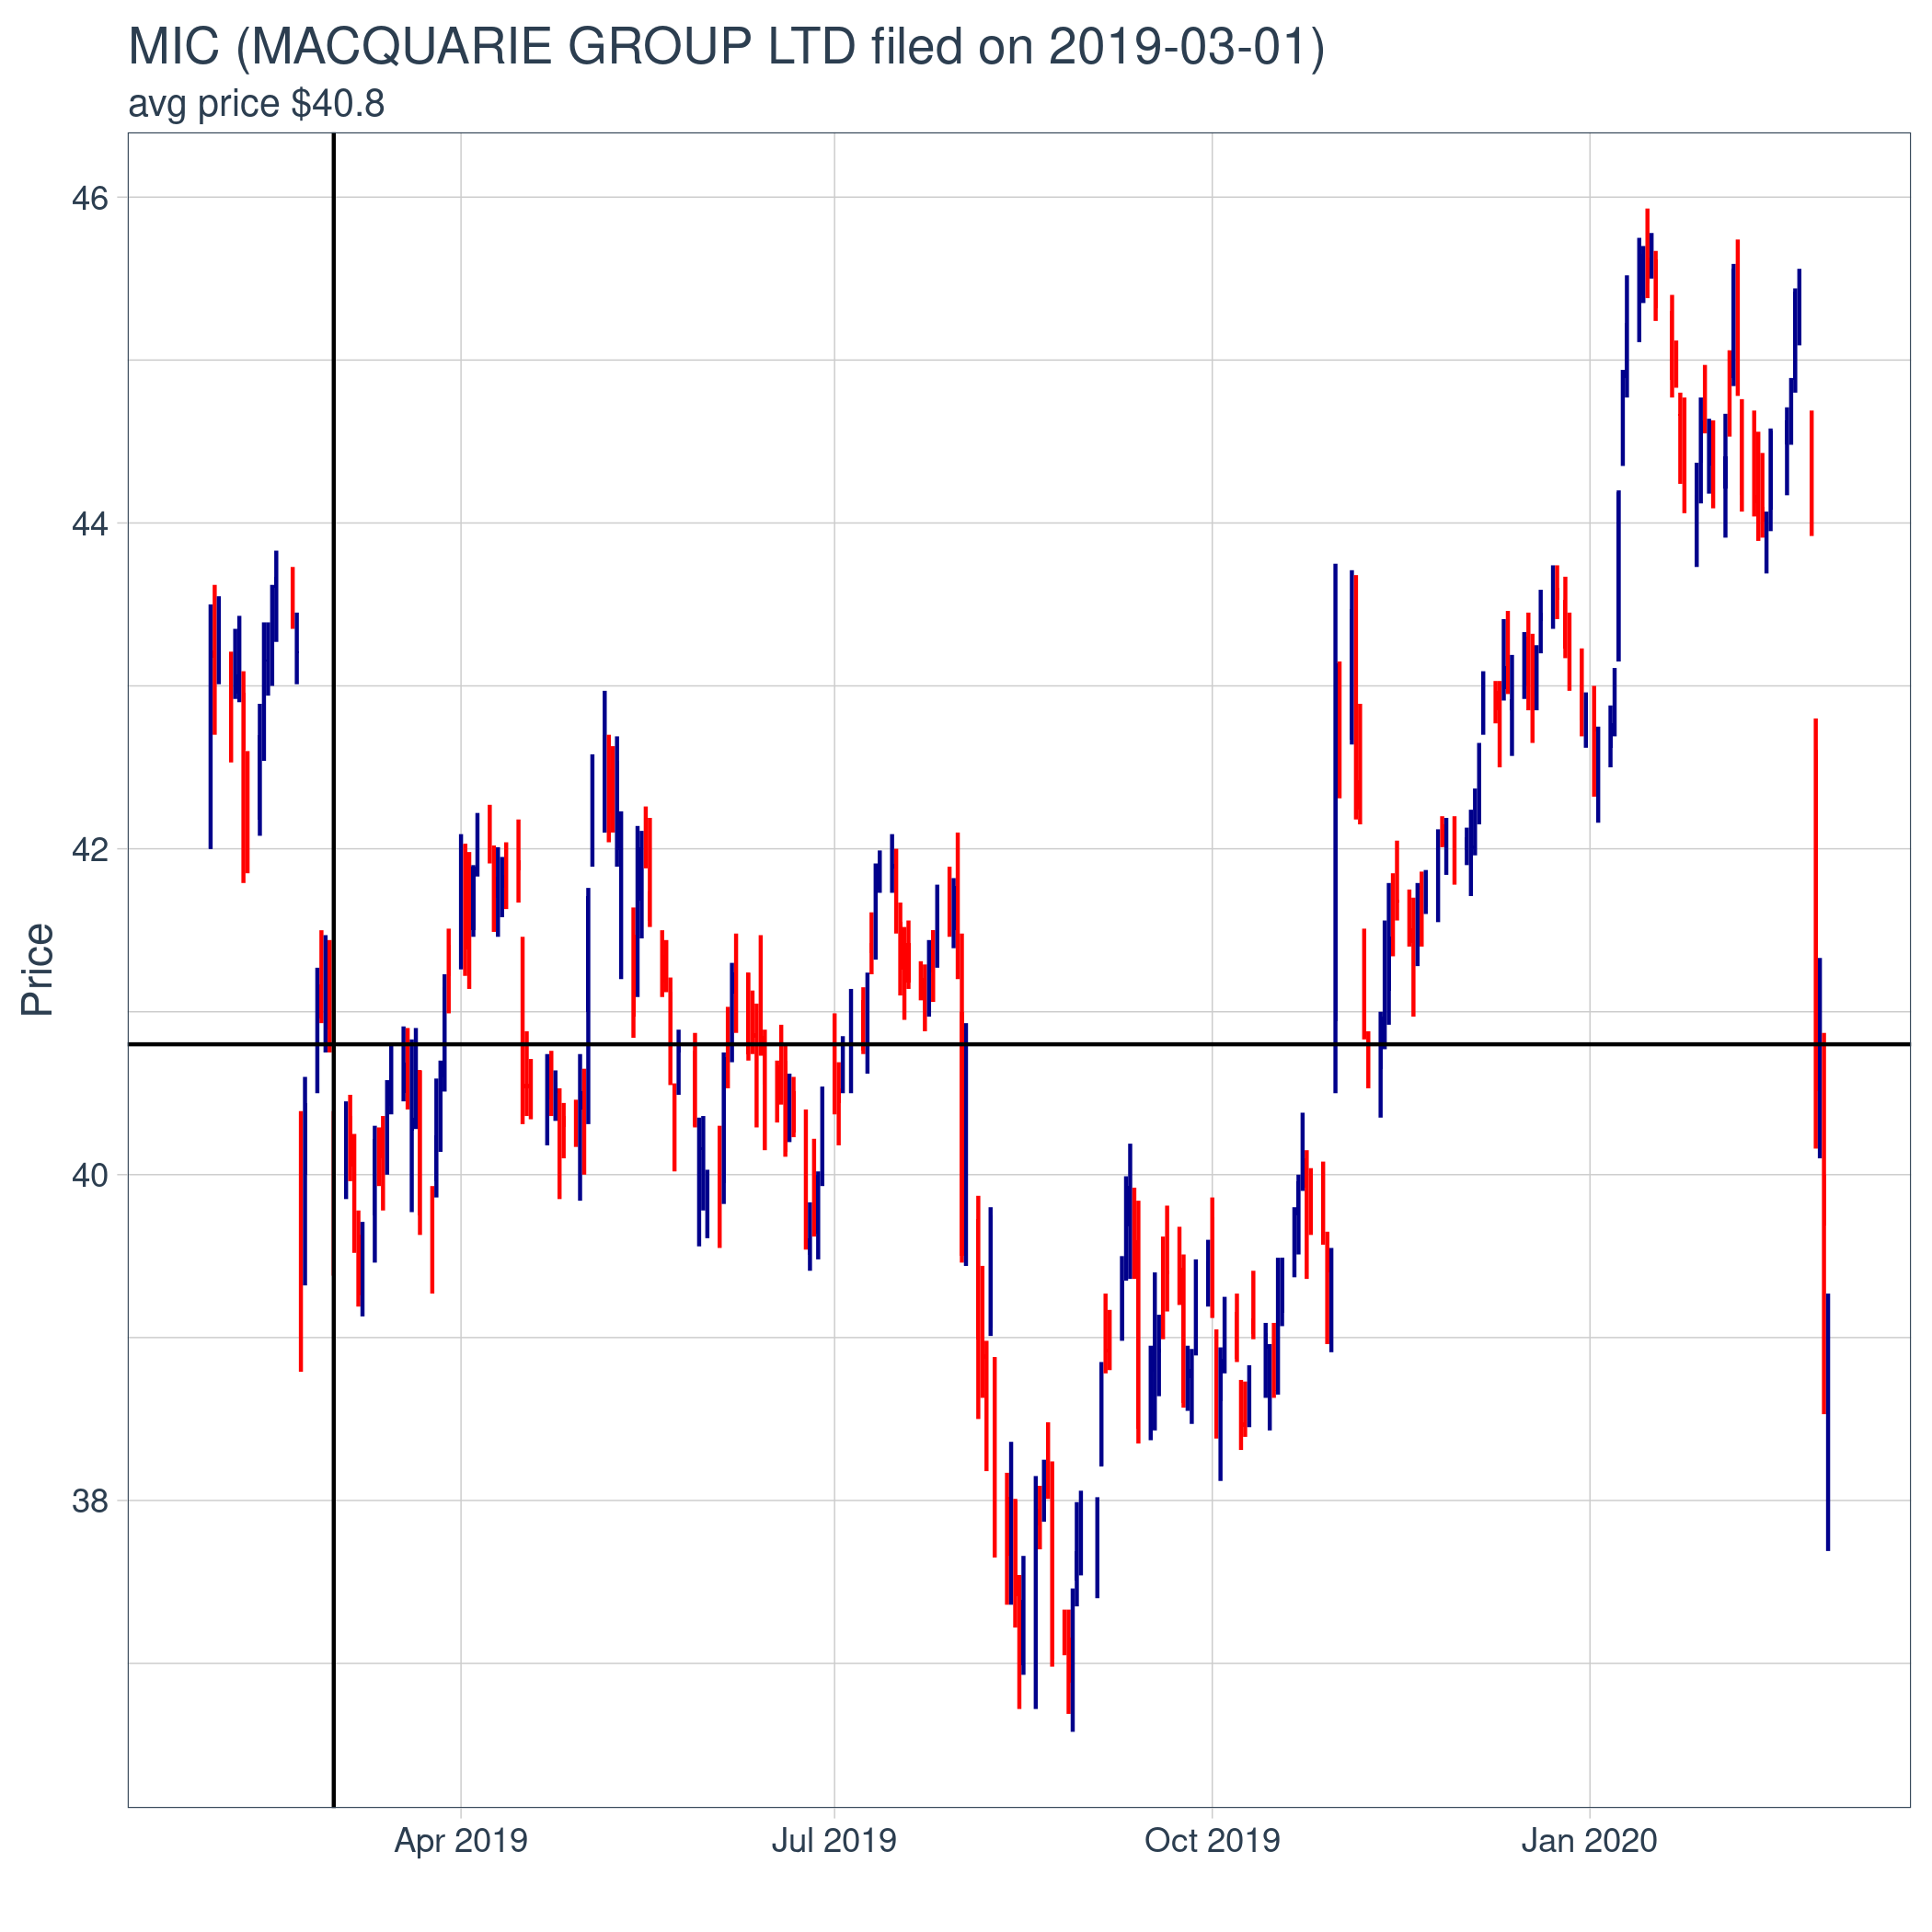 MIC (MACQUARIE GROUP LTD filed on 2019-03-01)
avg price $40.8
46
44
42
40
38
Price
Apr 2019
Jul 2019
Oct 2019
Jan 2020